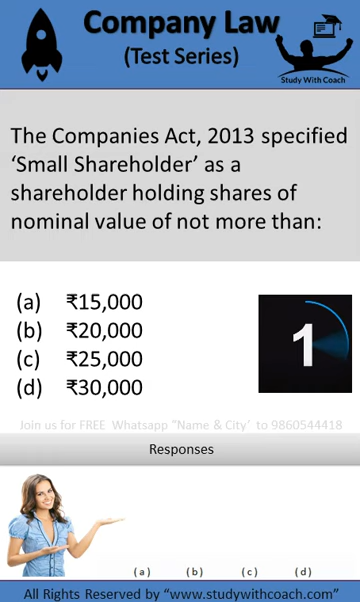 Company Law
(Test Series)
Study With Coach
The Companies Act, 2013 specified
‘Small Shareholder’ as a
shareholder holding shares of
nominal value of not more than:
(a) ₹15,000
(b) ₹20,000
(c) ₹25,000
(d) ₹30,000
1
Join us for FREE Whatsapp “Name & City’ to 9860544418
Responses
(a) (b) (c) (d)
All Rights Reserved by “www.studywithcoach.com”